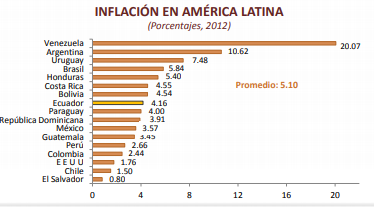 INFLACIÓN EN AMÉRICA LATINA
(Porcentajes, 2012)
Venezuela 20.07
Argentina 10.62
Uruguay 7.48
Brasil 5.84
Honduras 5.40
Promedio: 5.10
Costa Rica 4.55
Bolivia 4.54
Ecuador 4.16
Paraguay 4.00
República Dominicana 3.91
México 3.57
Guatemala 3.45
Perú 2.66
Colombia 2.44
E E U U 1.76
Chile 1.50
El Salvador 0.80
0 4 8 12 16 20